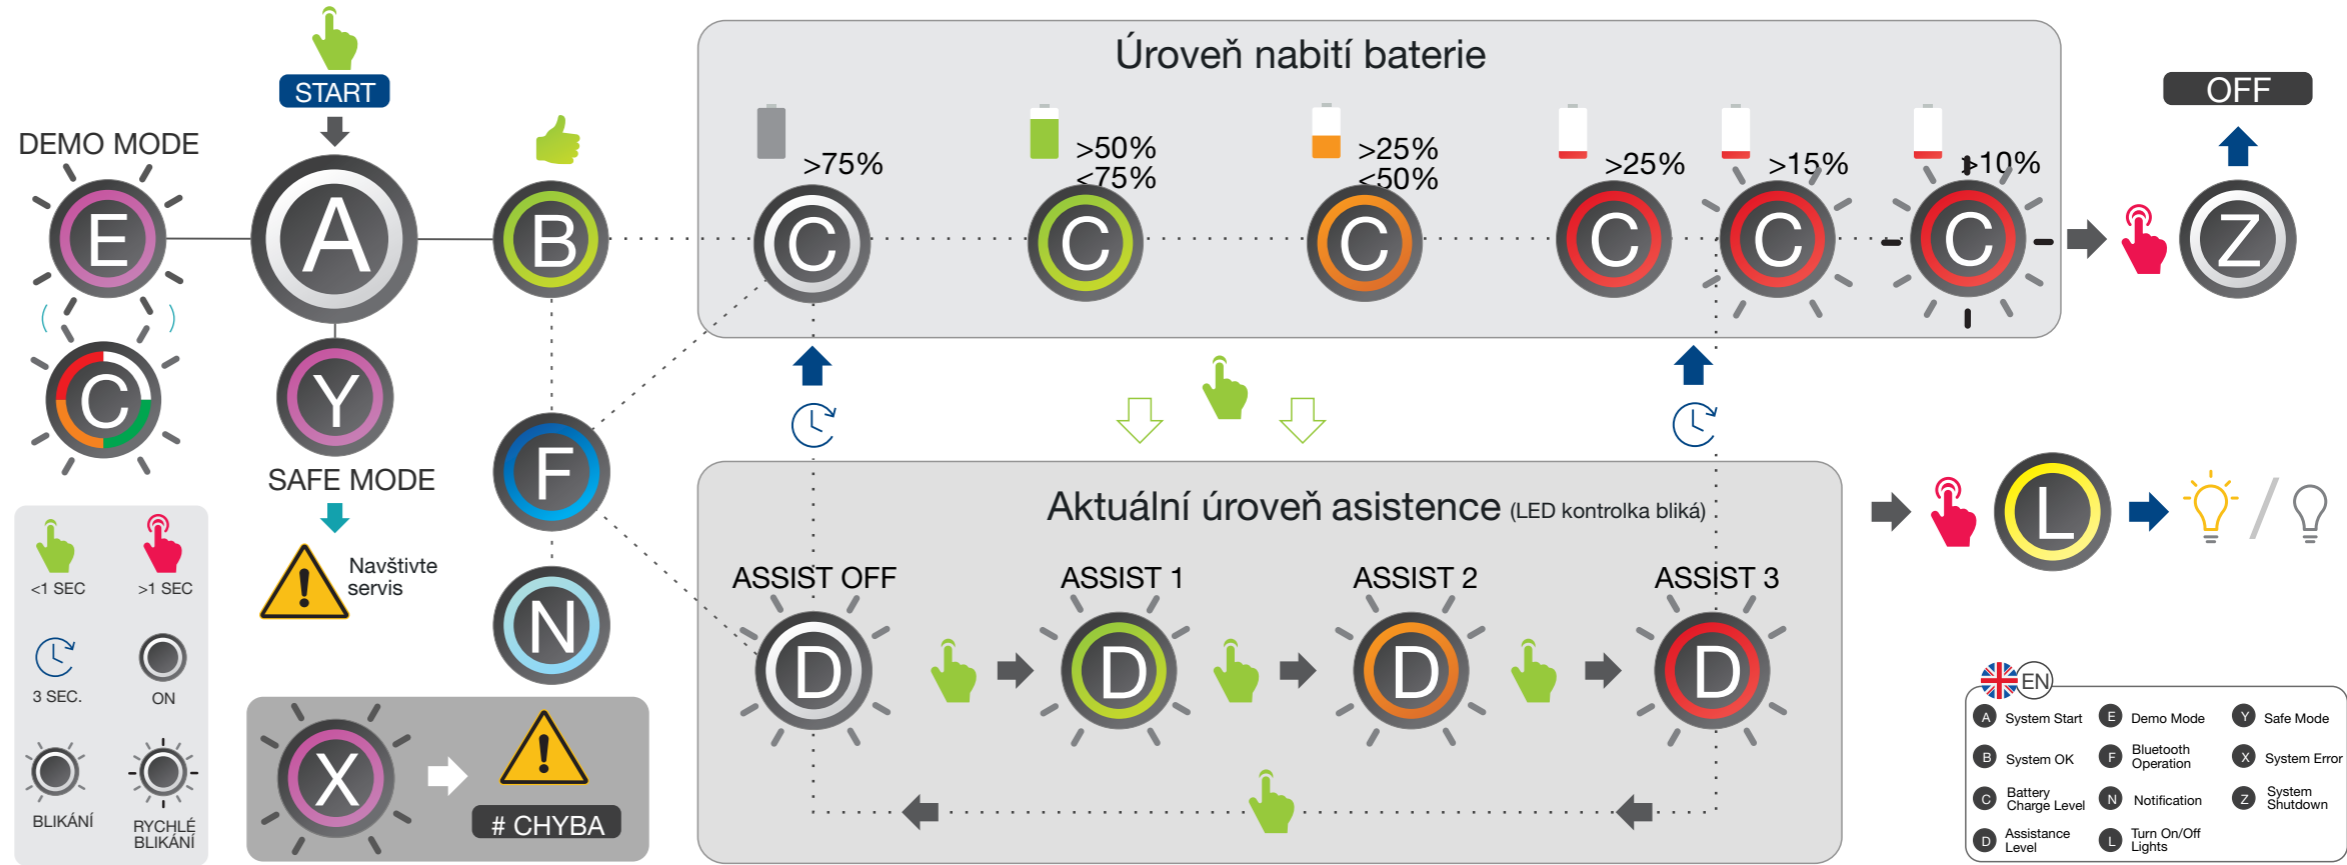 START
DEMO MODE
E
A
B
C
Y
SAFE MODE
Navštivte
servis
F
N
Úroveň nabití baterie
>75%
>50%
<75%
>25%
<50%
>25%
>15%
>10%
C
C
C
C
C
C
OFF
Z
Aktuální úroveň asistence (LED kontrolka bliká)
ASSIST OFF
ASSIST 1
ASSIST 2
ASSIST 3
D
D
D
D
L
<1 SEC
>1 SEC
3 SEC.
ON
BLIKÁNÍ
RYCHLÉ
BLIKÁNÍ
X
# CHYBA
EN
A System Start
B System OK
C Battery
Charge Level
D Assistance
Level
E Demo Mode
F Bluetooth
Operation
N Notification
L Turn On/Off
Lights
Y Safe Mode
X System Error
Z System
Shutdown